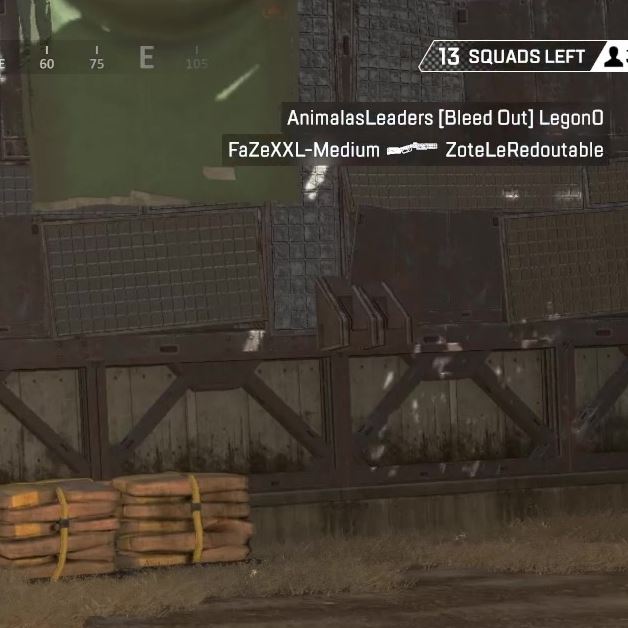 E 60 75 E 105
13 SQUADS LEFT
AnimalasLeaders [Bleed Out] Legon0
FaZeXXL-Medium ZoteLeRedoutable